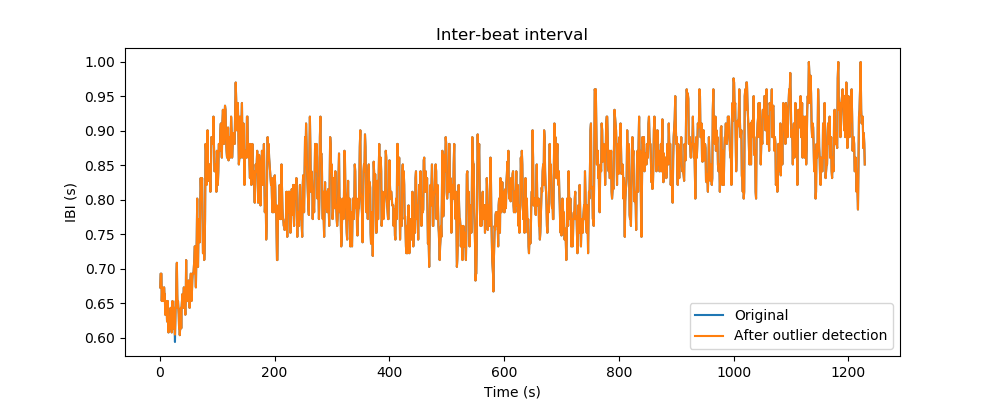 Inter-beat interval
1.00
0.95
0.90
0.85
0.80
0.75
0.70
0.65
0.60
IBI (s)
Original
After outlier detection
0 200 400 600 800 1000 1200
Time (s)